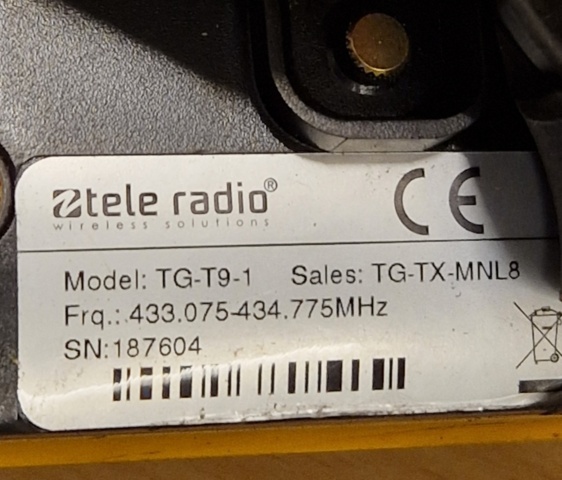 tele radio®
wireless solutions
CE
Model: TG-T9-1 Sales: TG-TX-MNL8
Frq.: 433.075-434.775MHz
SN:187604